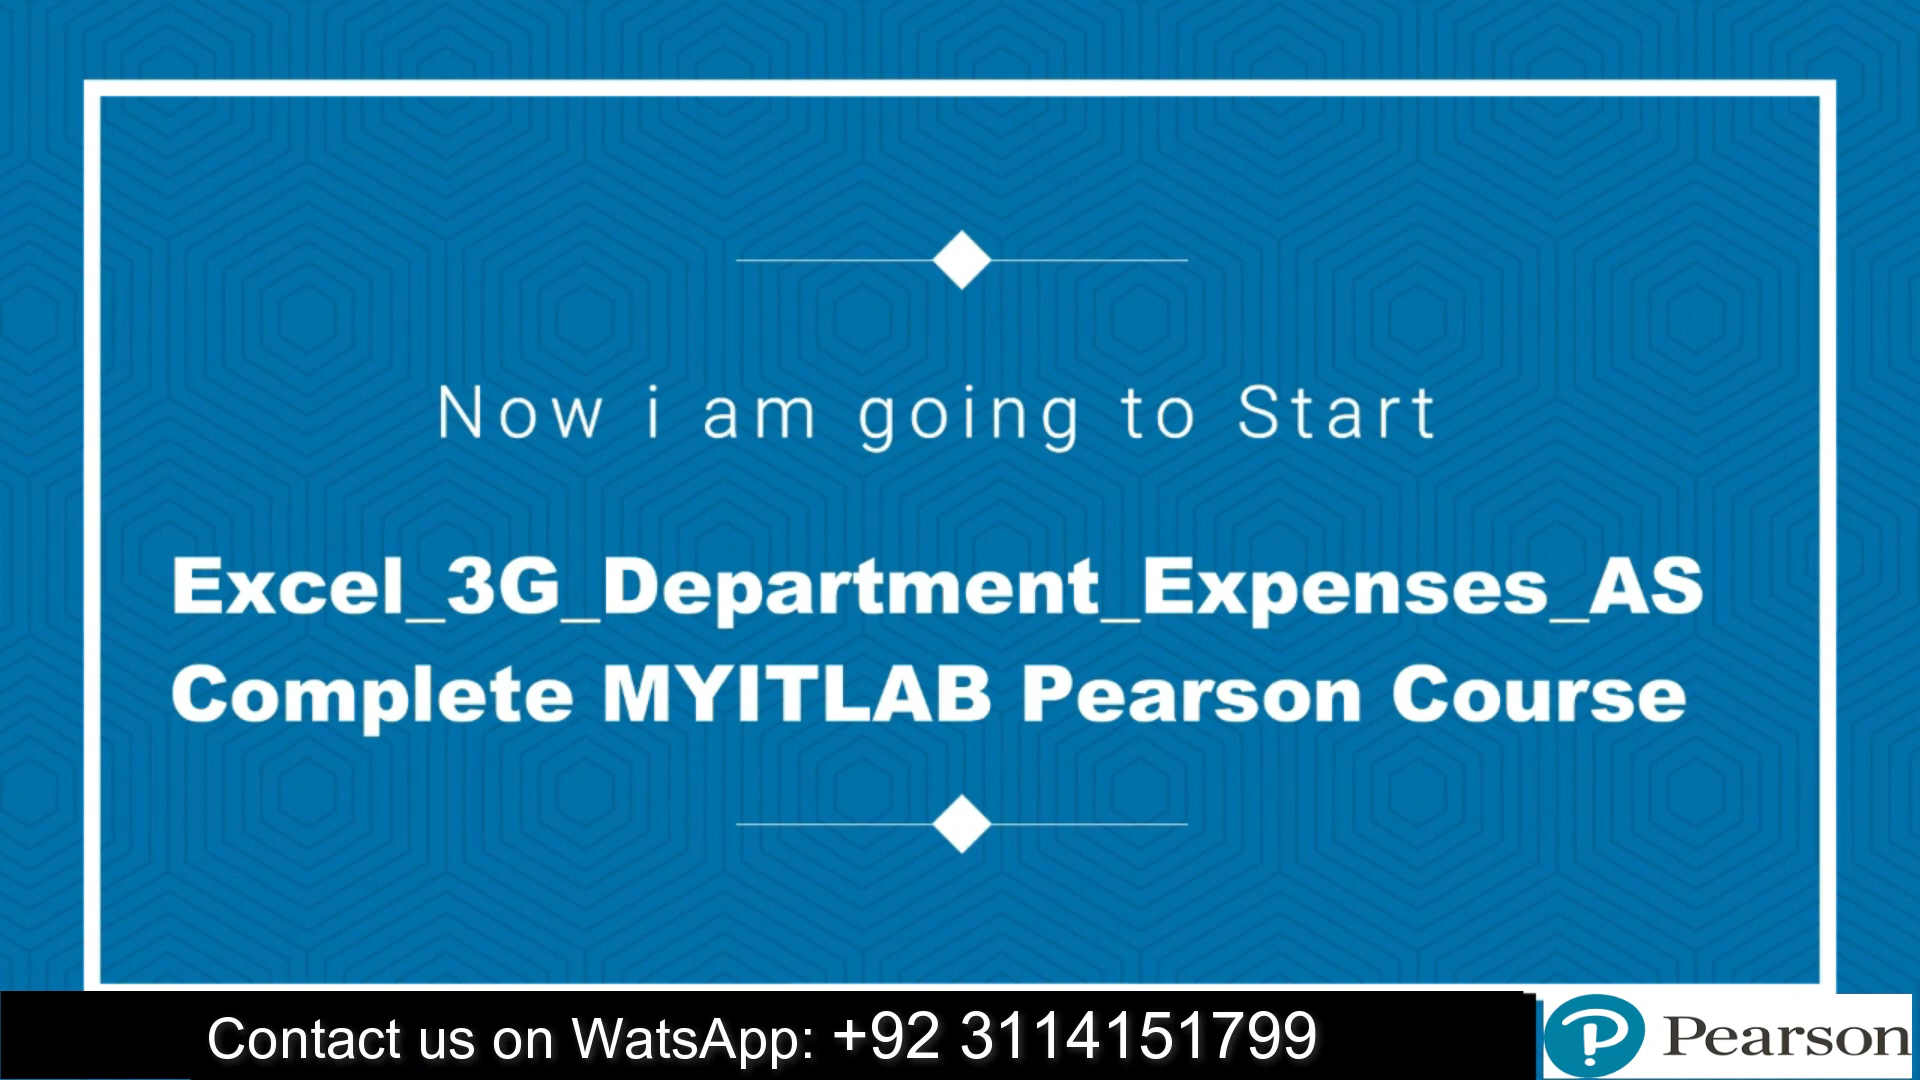 Now i am going to Start
Excel_3G_Department_Expenses_AS
Complete MYITLAB Pearson Course
Contact us on WatsApp: +92 3114151799
Pearson